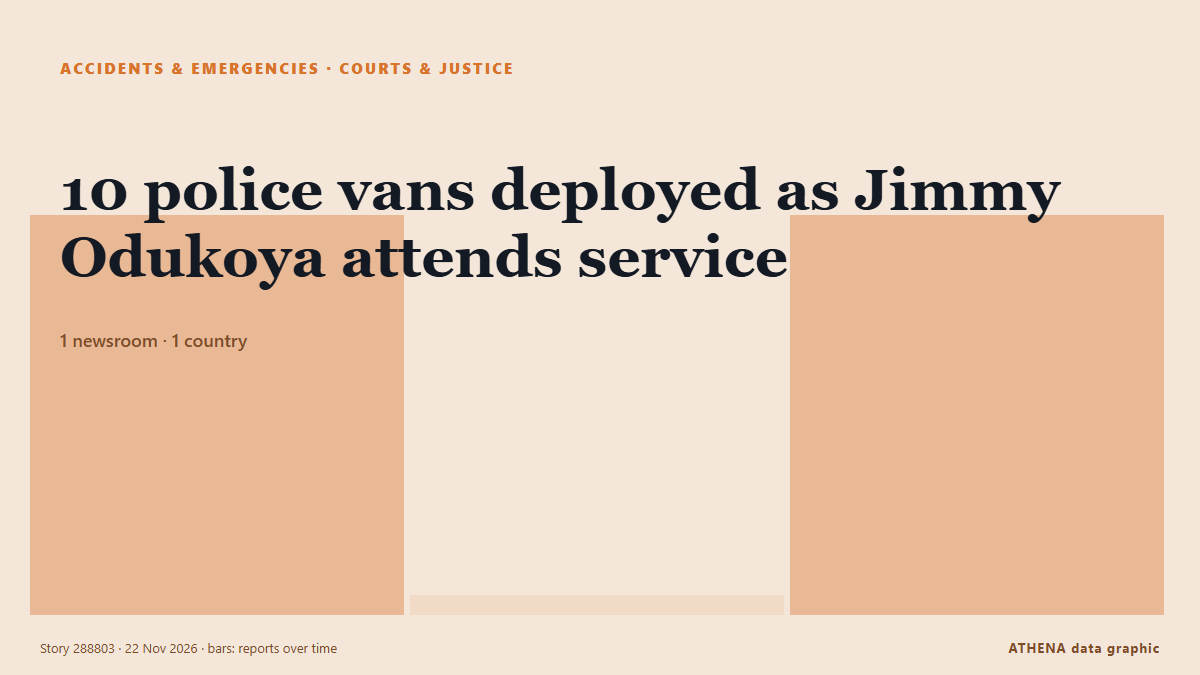 ACCIDENTS & EMERGENCIES · COURTS & JUSTICE
10 police vans deployed as Jimmy
Odukoya attends service
1 newsroom · 1 country
Story 288803 · 22 Nov 2026 · bars: reports over time
ATHENA data graphic